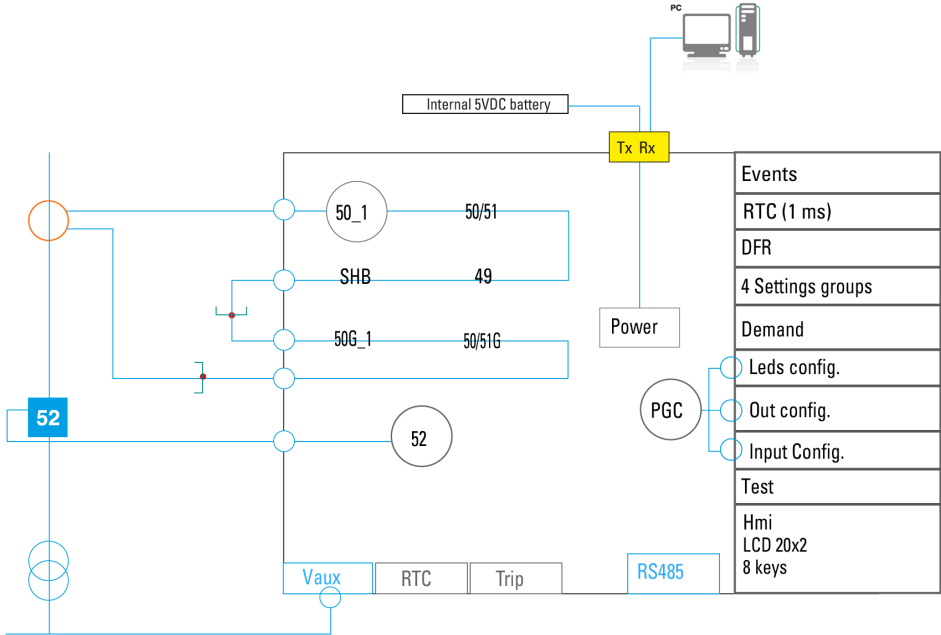 PC
Internal 5VDC battery
Tx Rx
Events
50_1
50/51
RTC (1 ms)
DFR
SHB
49
4 Settings groups
50G_1
50/51G
Power
Demand
Leds config.
52
52
PGC
Out config.
Input Config.
Test
Hmi
LCD 20x2
8 keys
Vaux
RTC
Trip
RS485